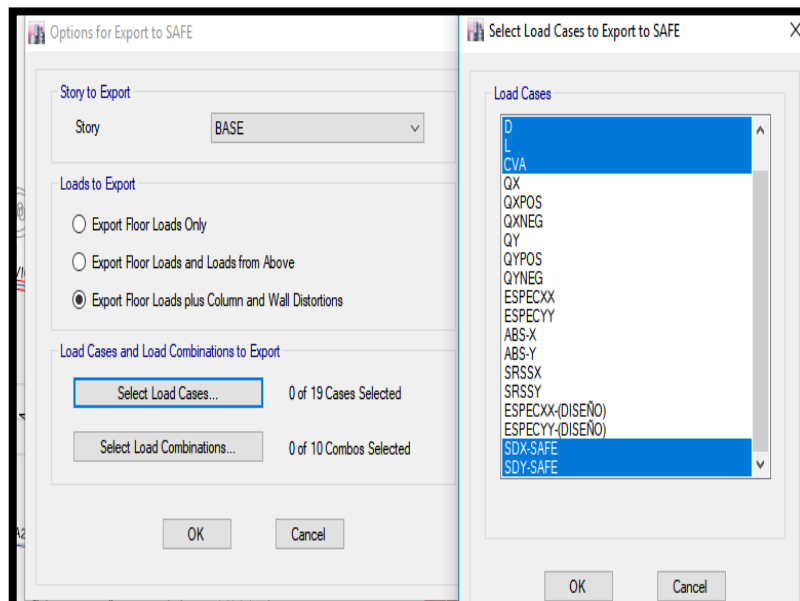 Options for Export to SAFE
Story to Export
Story
BASE
Loads to Export
Export Floor Loads Only
Export Floor Loads and Loads from Above
Export Floor Loads plus Column and Wall Distortions
Load Cases and Load Combinations to Export
Select Load Cases...
0 of 19 Cases Selected
Select Load Combinations...
0 of 10 Combos Selected
OK
Cancel
Select Load Cases to Export to SAFE
X
Load Cases
D
L
CVA
QX
QXPOS
QXNEG
QY
QYPOS
QYNEG
ESPECXX
ESPECYY
ABS-X
ABS-Y
SRSSX
SRSSY
ESPECXX-(DISEÑO)
ESPECYY-(DISEÑO)
SDX-SAFE
SDY-SAFE
OK
Cancel